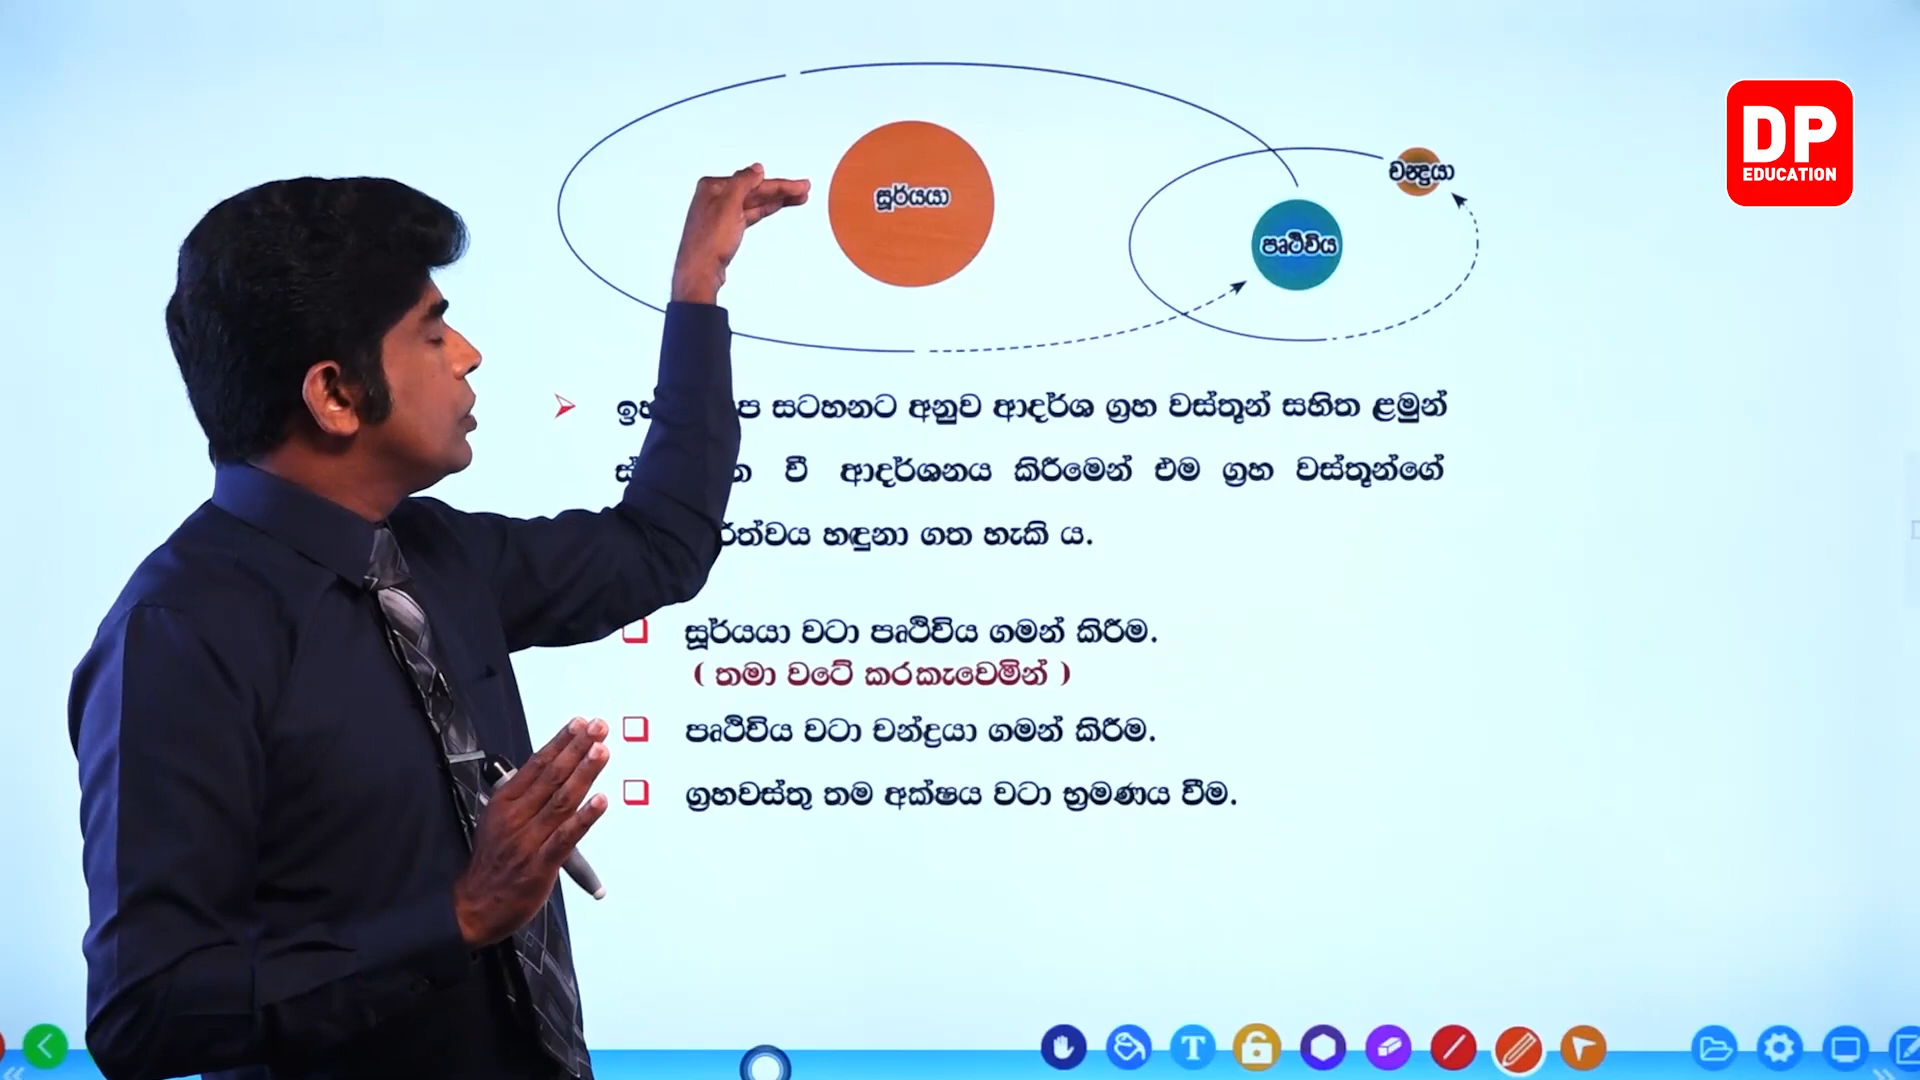 සූර්යයා
චන්ද්‍රයා
පෘථිවිය
DP
EDUCATION
සටහනට අනුව ආදර්ශ ග්‍රහ වස්තූන් සහිත ළමුන්
වී ආදර්ශනය කිරීමෙන් එම ග්‍රහ වස්තූන්ගේ
හඳුනා ගත හැකි ය.
සූර්යයා වටා පෘථිවිය ගමන් කිරීම.
( තමා වටේ කරකැවෙමින් )
පෘථිවිය වටා චන්ද්‍රයා ගමන් කිරීම.
ග්‍රහවස්තු තම අක්ෂය වටා භ්‍රමණය වීම.